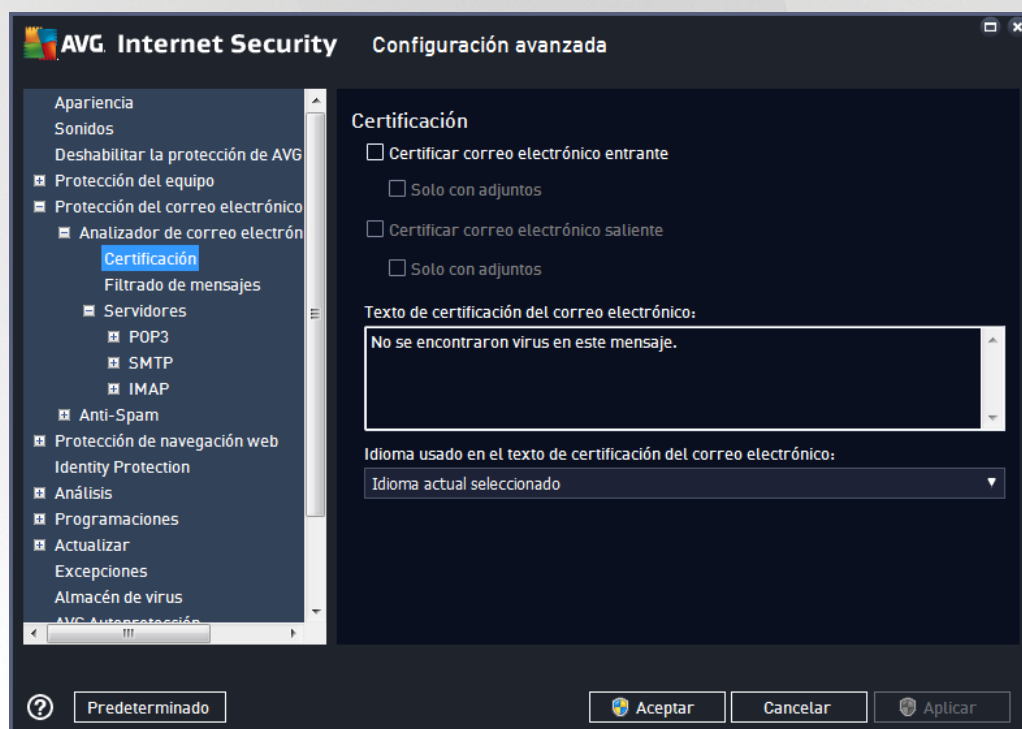 AVG. Internet Security
Configuración avanzada
Apariencia
Sonidos
Deshabilitar la protección de AVG
Protección del equipo
Protección del correo electrónico
Analizador de correo electrón
Certificación
Filtrado de mensajes
Servidores
POP3
SMTP
IMAP
Anti-Spam
Protección de navegación web
Identity Protection
Análisis
Programaciones
Actualizar
Excepciones
Almacén de virus
AVG Autoprotección
Certificación
Certificar correo electrónico entrante
Solo con adjuntos
Certificar correo electrónico saliente
Solo con adjuntos
Texto de certificación del correo electrónico:
No se encontraron virus en este mensaje.
Idioma usado en el texto de certificación del correo electrónico:
Idioma actual seleccionado
Predeterminado
Aceptar
Cancelar
Aplicar